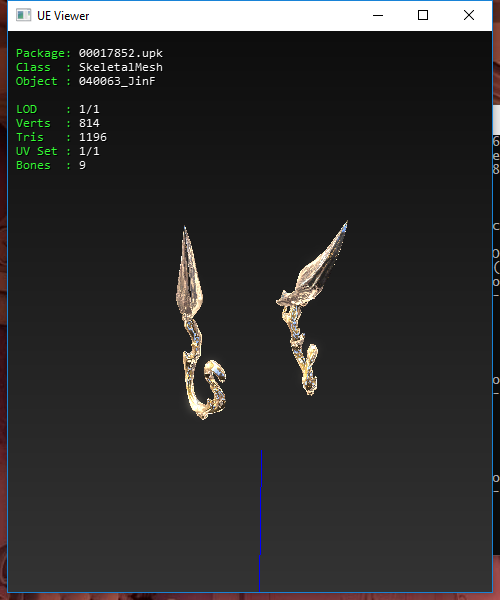 UE Viewer
Package: 00017852.upk
Class : SkeletalMesh
Object : 040063_JinF
LOD : 1/1
Verts : 814
Tris : 1196
UV Set : 1/1
Bones : 9